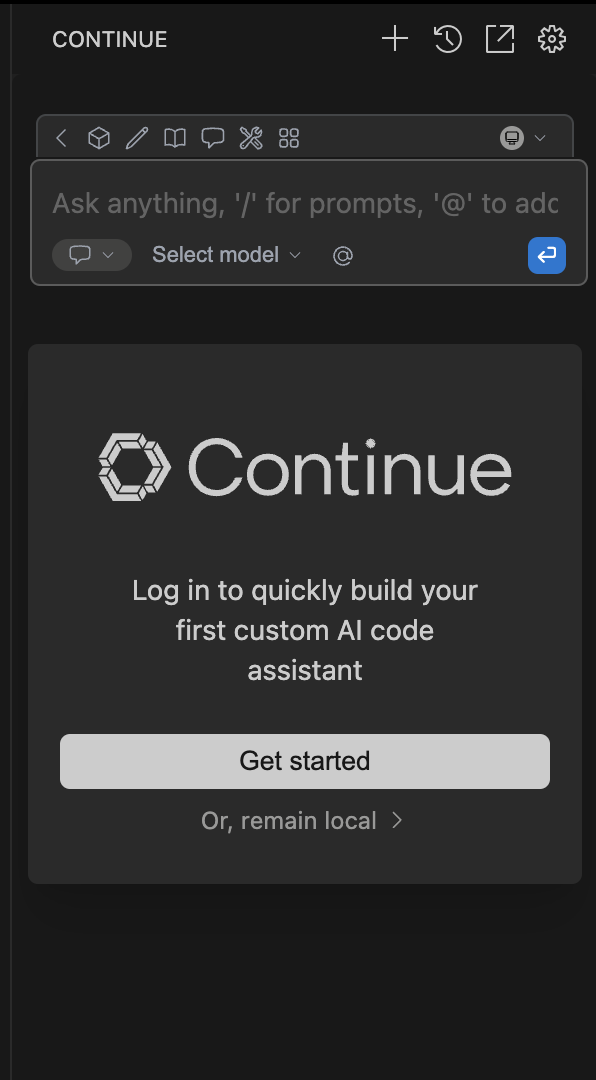 CONTINUE
Ask anything, '/' for prompts, '@' to adc
Select model
@
Continue
Log in to quickly build your
first custom AI code
assistant
Get started
Or, remain local